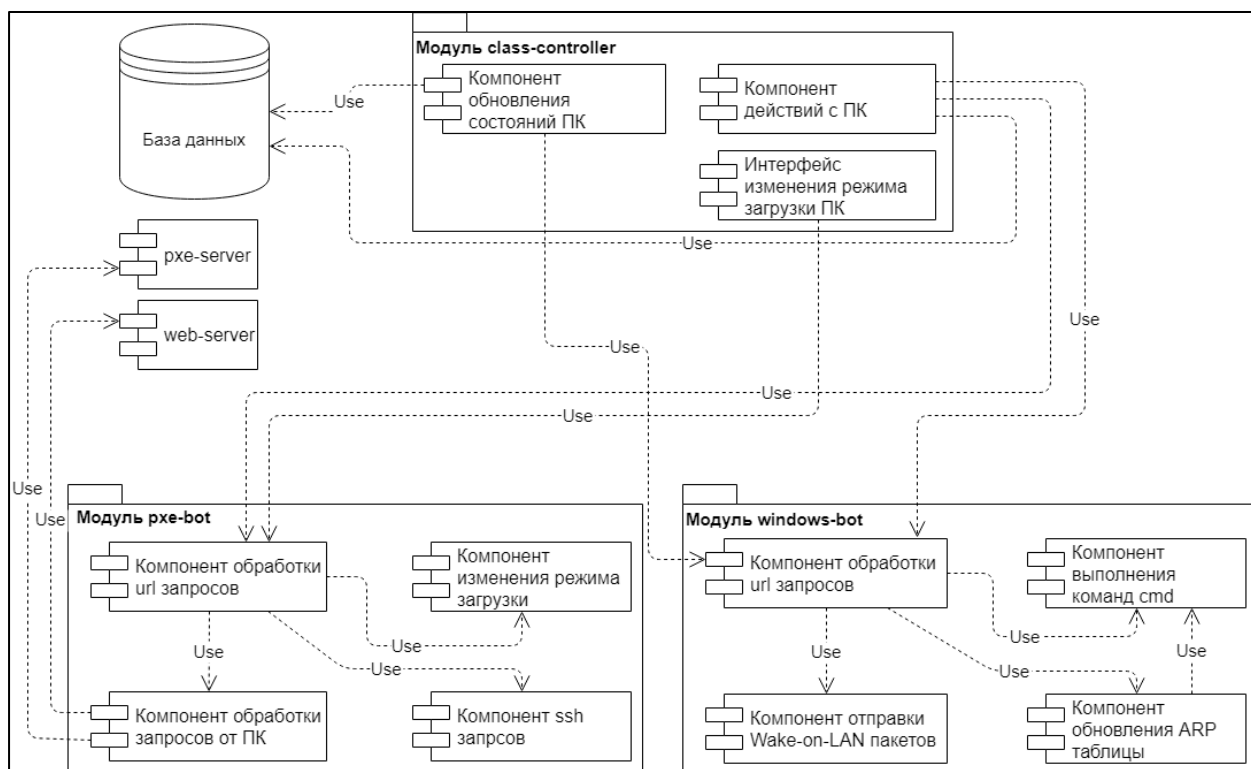 Модуль class-controller
Компонент
обновления
состояний ПК
Компонент
действий с ПК
Use
База данных
Интерфейс
изменения режима
загрузки ПК
Use
pxe-server
web-server
Use
Use
Use
Use
Use
Use
Модуль pxe-bot
Компонент обработки
url запросов
Компонент
изменения режима
загрузки
Use
Use
Use
Компонент обработки
запросов от ПК
Компонент ssh
запрсов
Модуль windows-bot
Компонент обработки
url запросов
Компонент
выполнения
команд cmd
Use
Use
Use
Use
Компонент отправки
Wake-on-LAN пакетов
Компонент
обновления ARP
таблицы